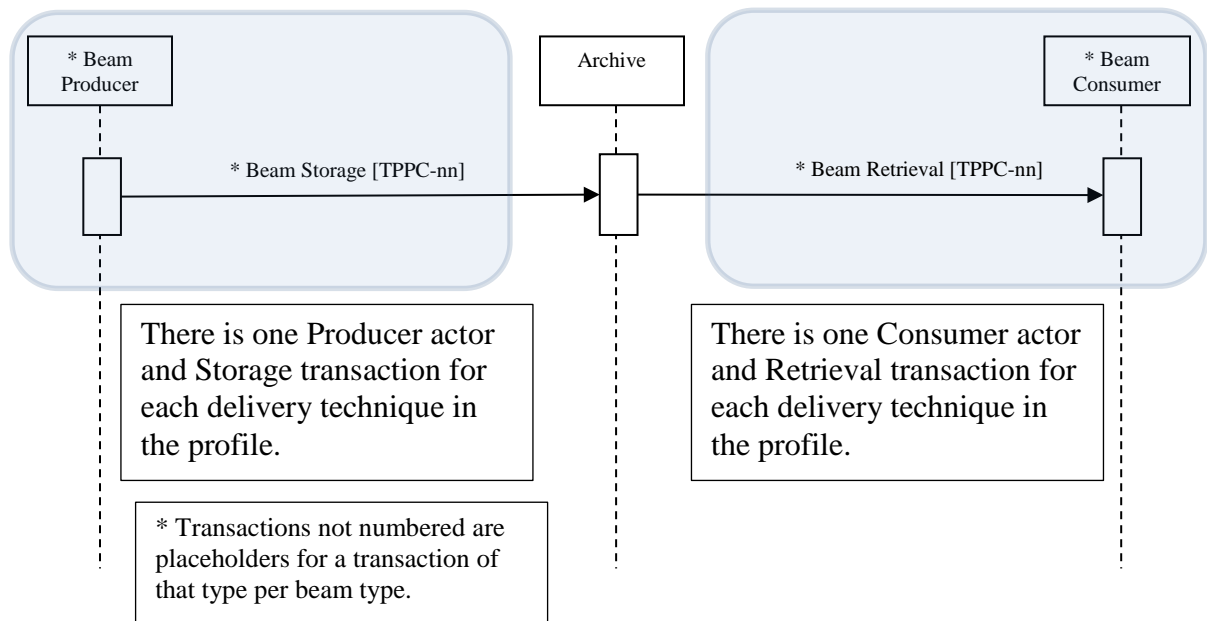 * Beam
Producer
Archive
* Beam
Consumer
* Beam Storage [TPPC-nn]
* Beam Retrieval [TPPC-nn]
There is one Producer actor
and Storage transaction for
each delivery technique in
the profile.
There is one Consumer actor
and Retrieval transaction for
each delivery technique in
the profile.
* Transactions not numbered are
placeholders for a transaction of
that type per beam type.